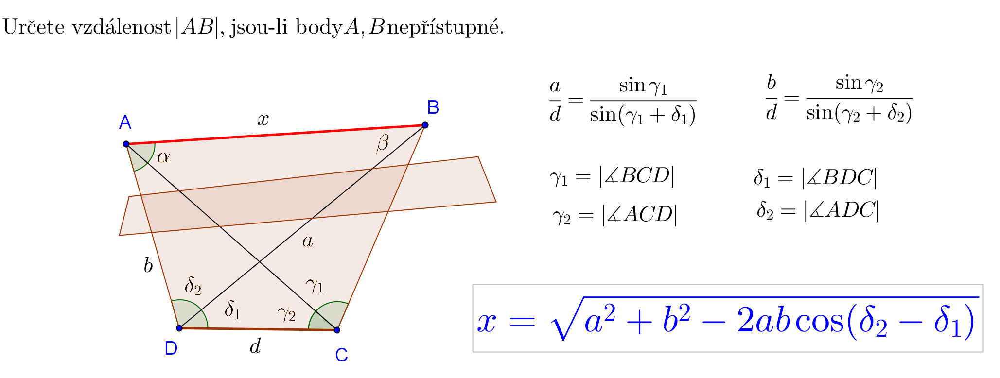 Určete vzdálenost |AB|, jsou-li body A, B nepřístupné.
a/d = sin γ₁ / sin(γ₁ + δ₁)
b/d = sin γ₂ / sin(γ₂ + δ₂)
B
A
x
β
α
γ₁ = |∡BCD|
δ₁ = |∡BDC|
γ₂ = |∡ACD|
δ₂ = |∡ADC|
a
b
δ₂
γ₁
δ₁
γ₂
x = √(a² + b² − 2ab cos(δ₂ − δ₁))
D
d
C